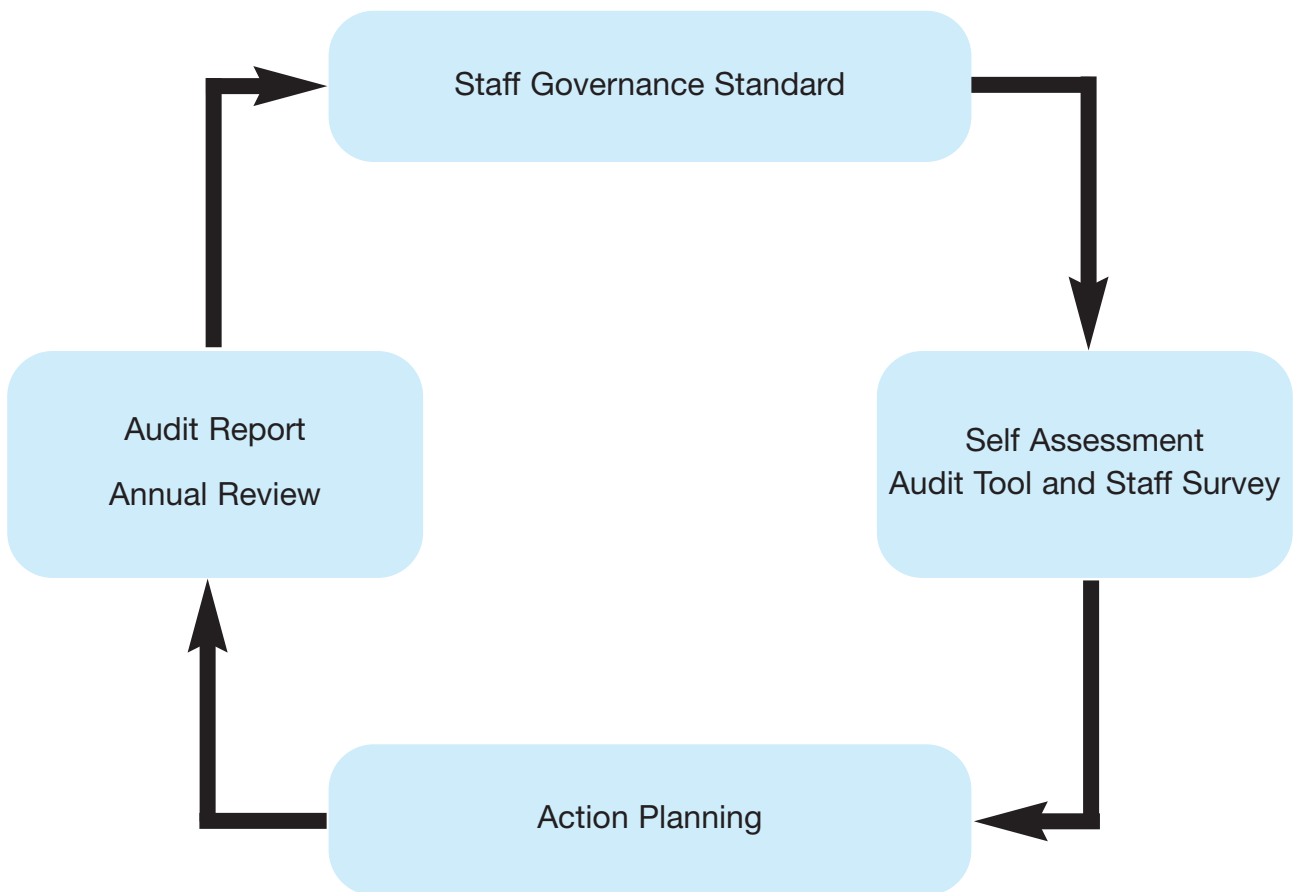 Staff Governance Standard
Audit Report
Annual Review
Self Assessment
Audit Tool and Staff Survey
Action Planning